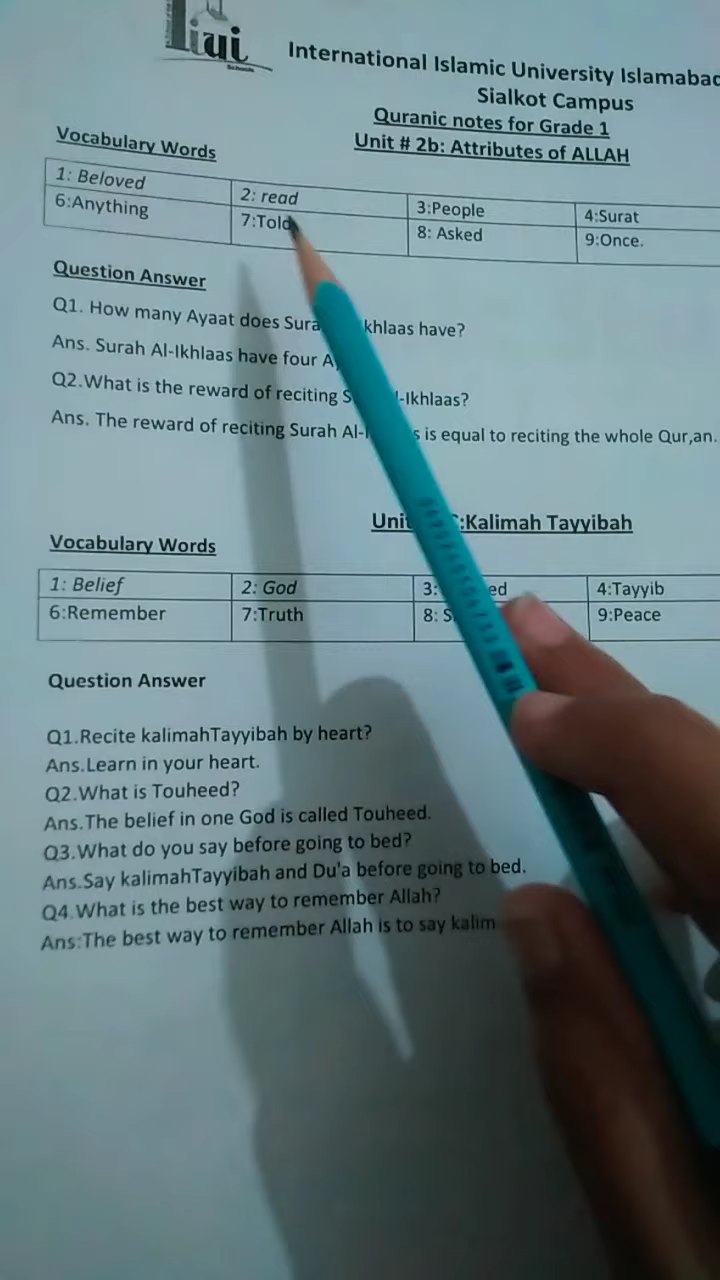 iiui
International Islamic University Islamabad
Sialkot Campus
Quranic notes for Grade 1
Unit # 2b: Attributes of ALLAH
Vocabulary Words
1: Beloved 2: read 3:People 4:Surat
6:Anything 7:Told 8: Asked 9:Once.
Question Answer
Q1. How many Ayaat does khlaas have?
Ans. Surah Al-Ikhlaas have four
Q2.What is the reward of reciting -Ikhlaas?
Ans. The reward of reciting Surah is equal to reciting the whole Qur,an.
:Kalimah Tayyibah
Vocabulary Words
1: Belief 2: God 3: ed 4:Tayyib
6:Remember 7:Truth 8: 9:Peace
Question Answer
Q1.Recite kalimahTayyibah by heart?
Ans.Learn in your heart.
Q2.What is Touheed?
Ans.The belief in one God is called Touheed.
Q3.What do you say before going to bed?
Ans.Say kalimahTayyibah and Du'a before going to bed.
Q4.What is the best way to remember Allah?
Ans:The best way to remember Allah is to say kalim